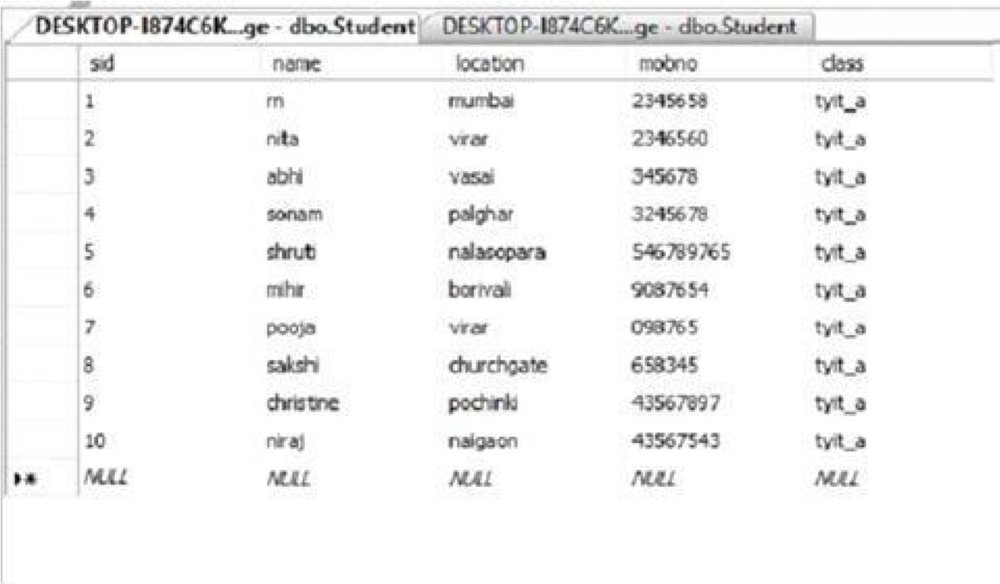 DESKTOP-I874C6K...ge - dbo.Student DESKTOP-I874C6K...ge - dbo.Student
sid name location mobno class
1 mumbai 2345658 tyit_a
2 nita virar 2346560 tyit_a
3 abhi vasai 345678 tyit_a
4 sonam palghar 3245678 tyit_a
5 shruti nalasopara 546789765 tyit_a
6 mihir borivali 9087654 tyit_a
7 pooja virar 098765 tyit_a
8 sakshi churchgate 658345 tyit_a
9 christine pochinki 43567897 tyit_a
10 niraj naigaon 43567543 tyit_a
NULL NULL NULL NULL NULL